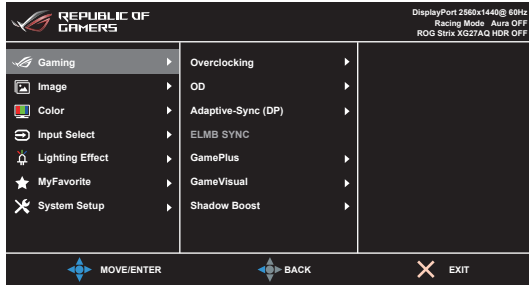 REPUBLIC OF
GAMERS
DisplayPort 2560x1440@ 60Hz
Racing Mode Aura OFF
ROG Strix XG27AQ HDR OFF
Gaming
Image
Color
Input Select
Lighting Effect
MyFavorite
System Setup
Overclocking
OD
Adaptive-Sync (DP)
ELMB SYNC
GamePlus
GameVisual
Shadow Boost
MOVE/ENTER
BACK
EXIT